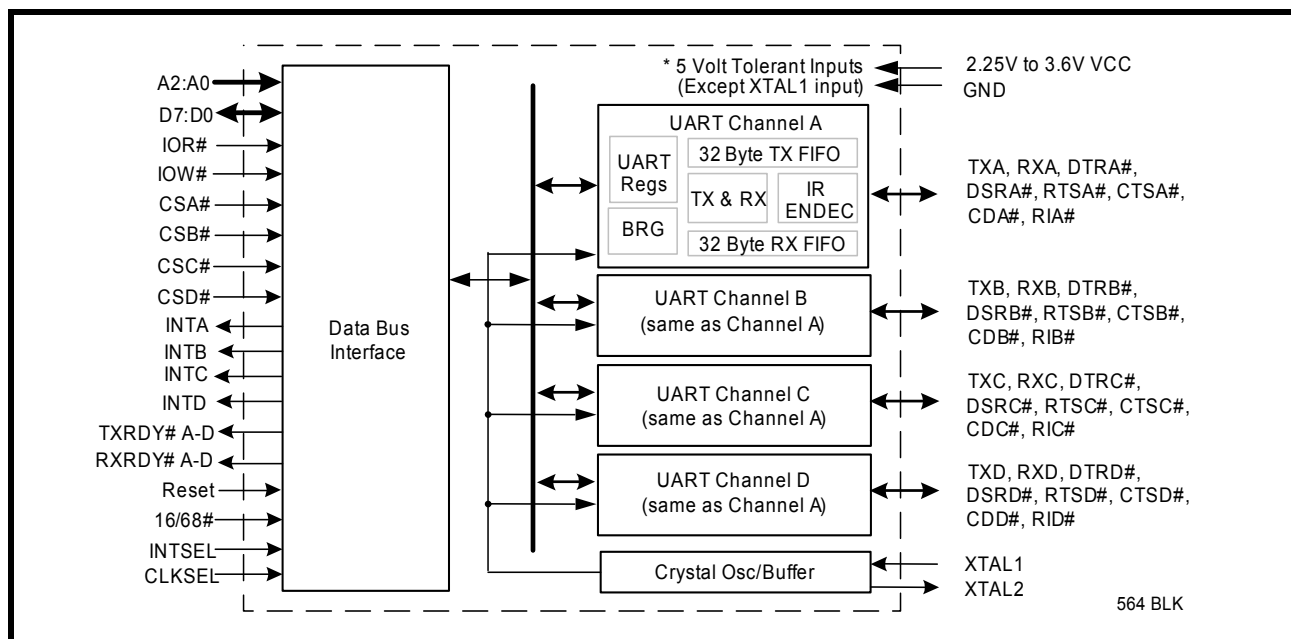 A2:A0
D7:D0
IOR#
IOW#
CSA#
CSB#
CSC#
CSD#
INTA
INTB
INTC
INTD
TXRDY# A-D
RXRDY# A-D
Reset
16/68#
INTSEL
CLKSEL
Data Bus
Interface
* 5 Volt Tolerant Inputs
(Except XTAL1 input)
2.25V to 3.6V VCC
GND
UART Channel A
UART
Regs
BRG
32 Byte TX FIFO
TX & RX
IR
ENDEC
32 Byte RX FIFO
TXA, RXA, DTRA#,
DSRA#, RTSA#, CTSA#,
CDA#, RIA#
UART Channel B
(same as Channel A)
TXB, RXB, DTRB#,
DSRB#, RTSB#, CTSB#,
CDB#, RIB#
UART Channel C
(same as Channel A)
TXC, RXC, DTRC#,
DSRC#, RTSC#, CTSC#,
CDC#, RIC#
UART Channel D
(same as Channel A)
TXD, RXD, DTRD#,
DSRD#, RTSD#, CTSD#,
CDD#, RID#
Crystal Osc/Buffer
XTAL1
XTAL2
564 BLK